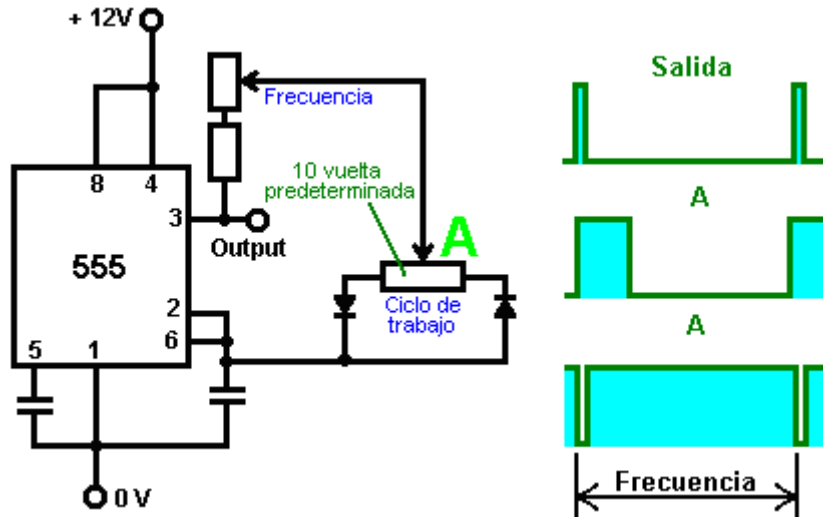 + 12V
Frecuencia
10 vuelta
predeterminada
8
4
3
Output
A
555
2
6
Ciclo de
trabajo
5
1
0 V
Salida
A
A
Frecuencia